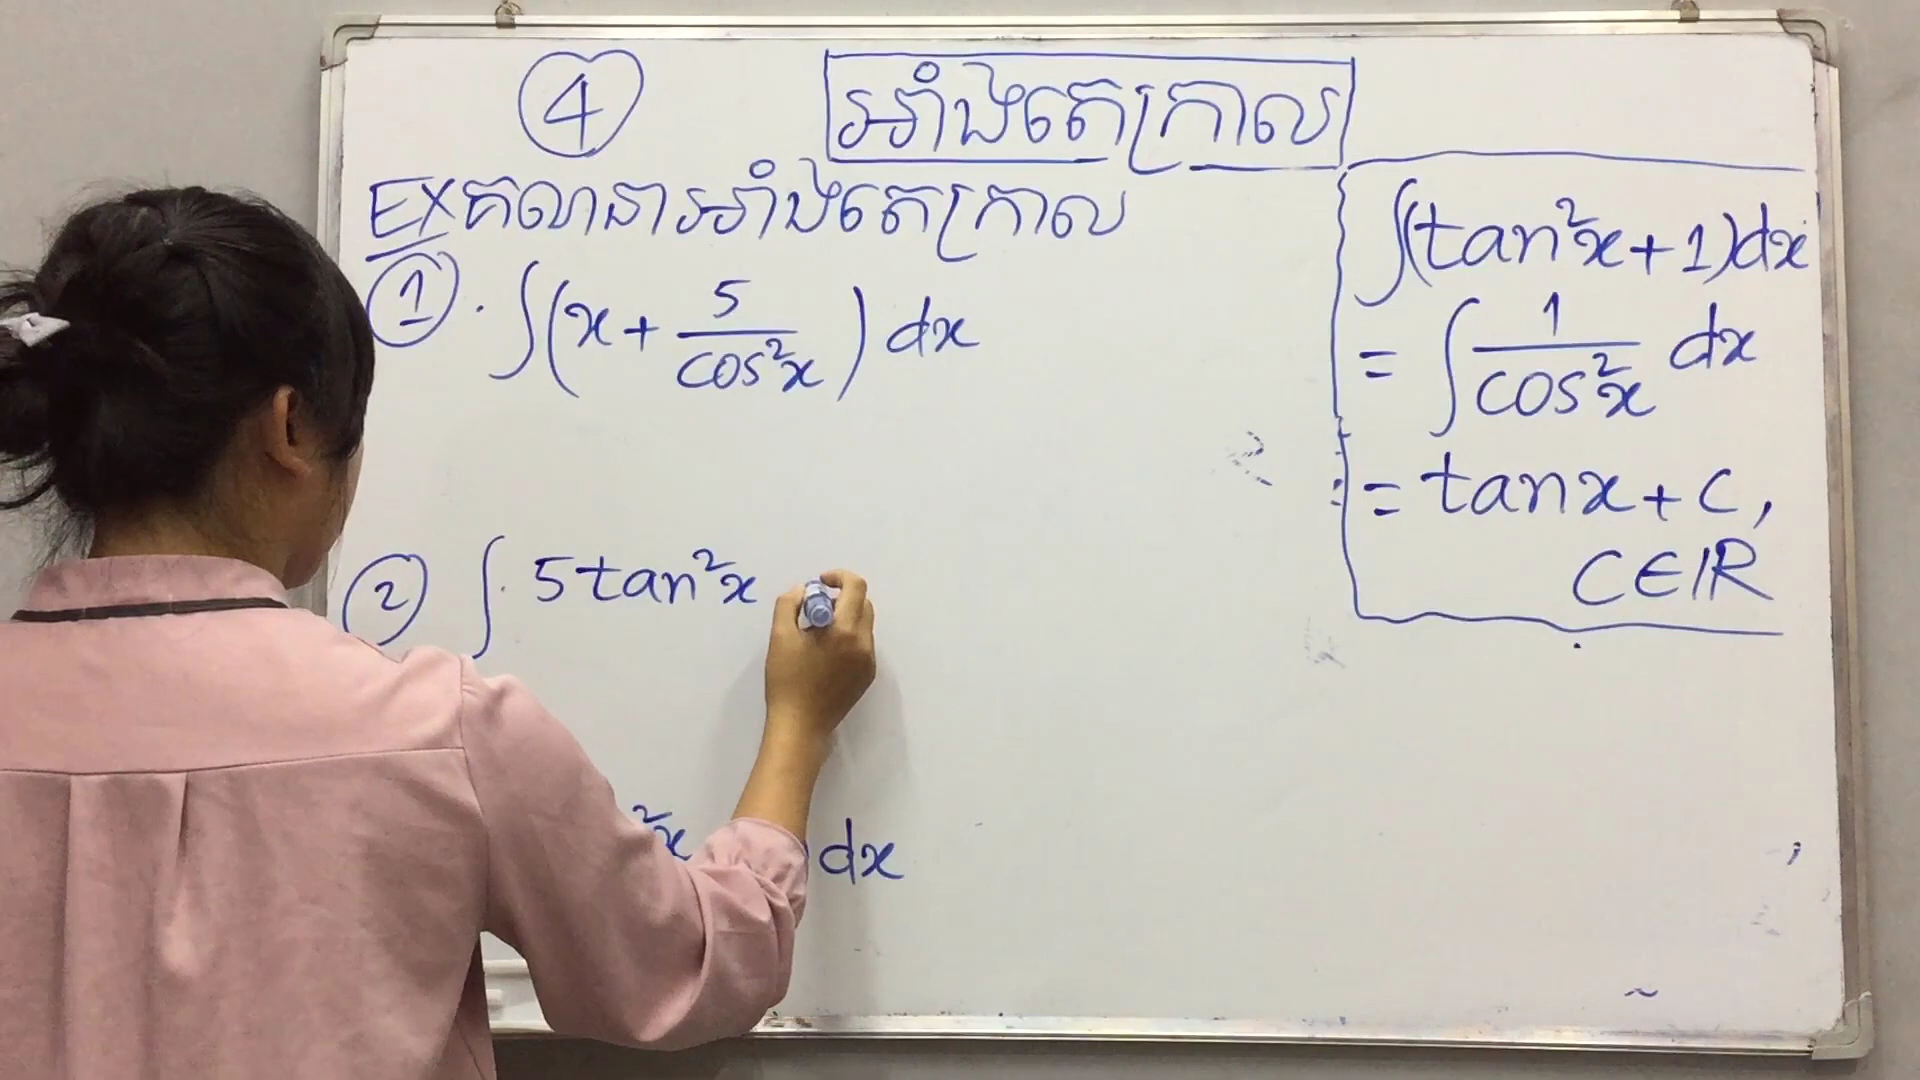 4
អាំងតេក្រាល
EX គណនាអាំងតេក្រាល
① ∫(x + 5/cos²x) dx
② ∫ 5tan²x
²x dx
∫(tan²x + 1)dx
= ∫ 1/cos²x dx
= tanx + c,
C∈IR